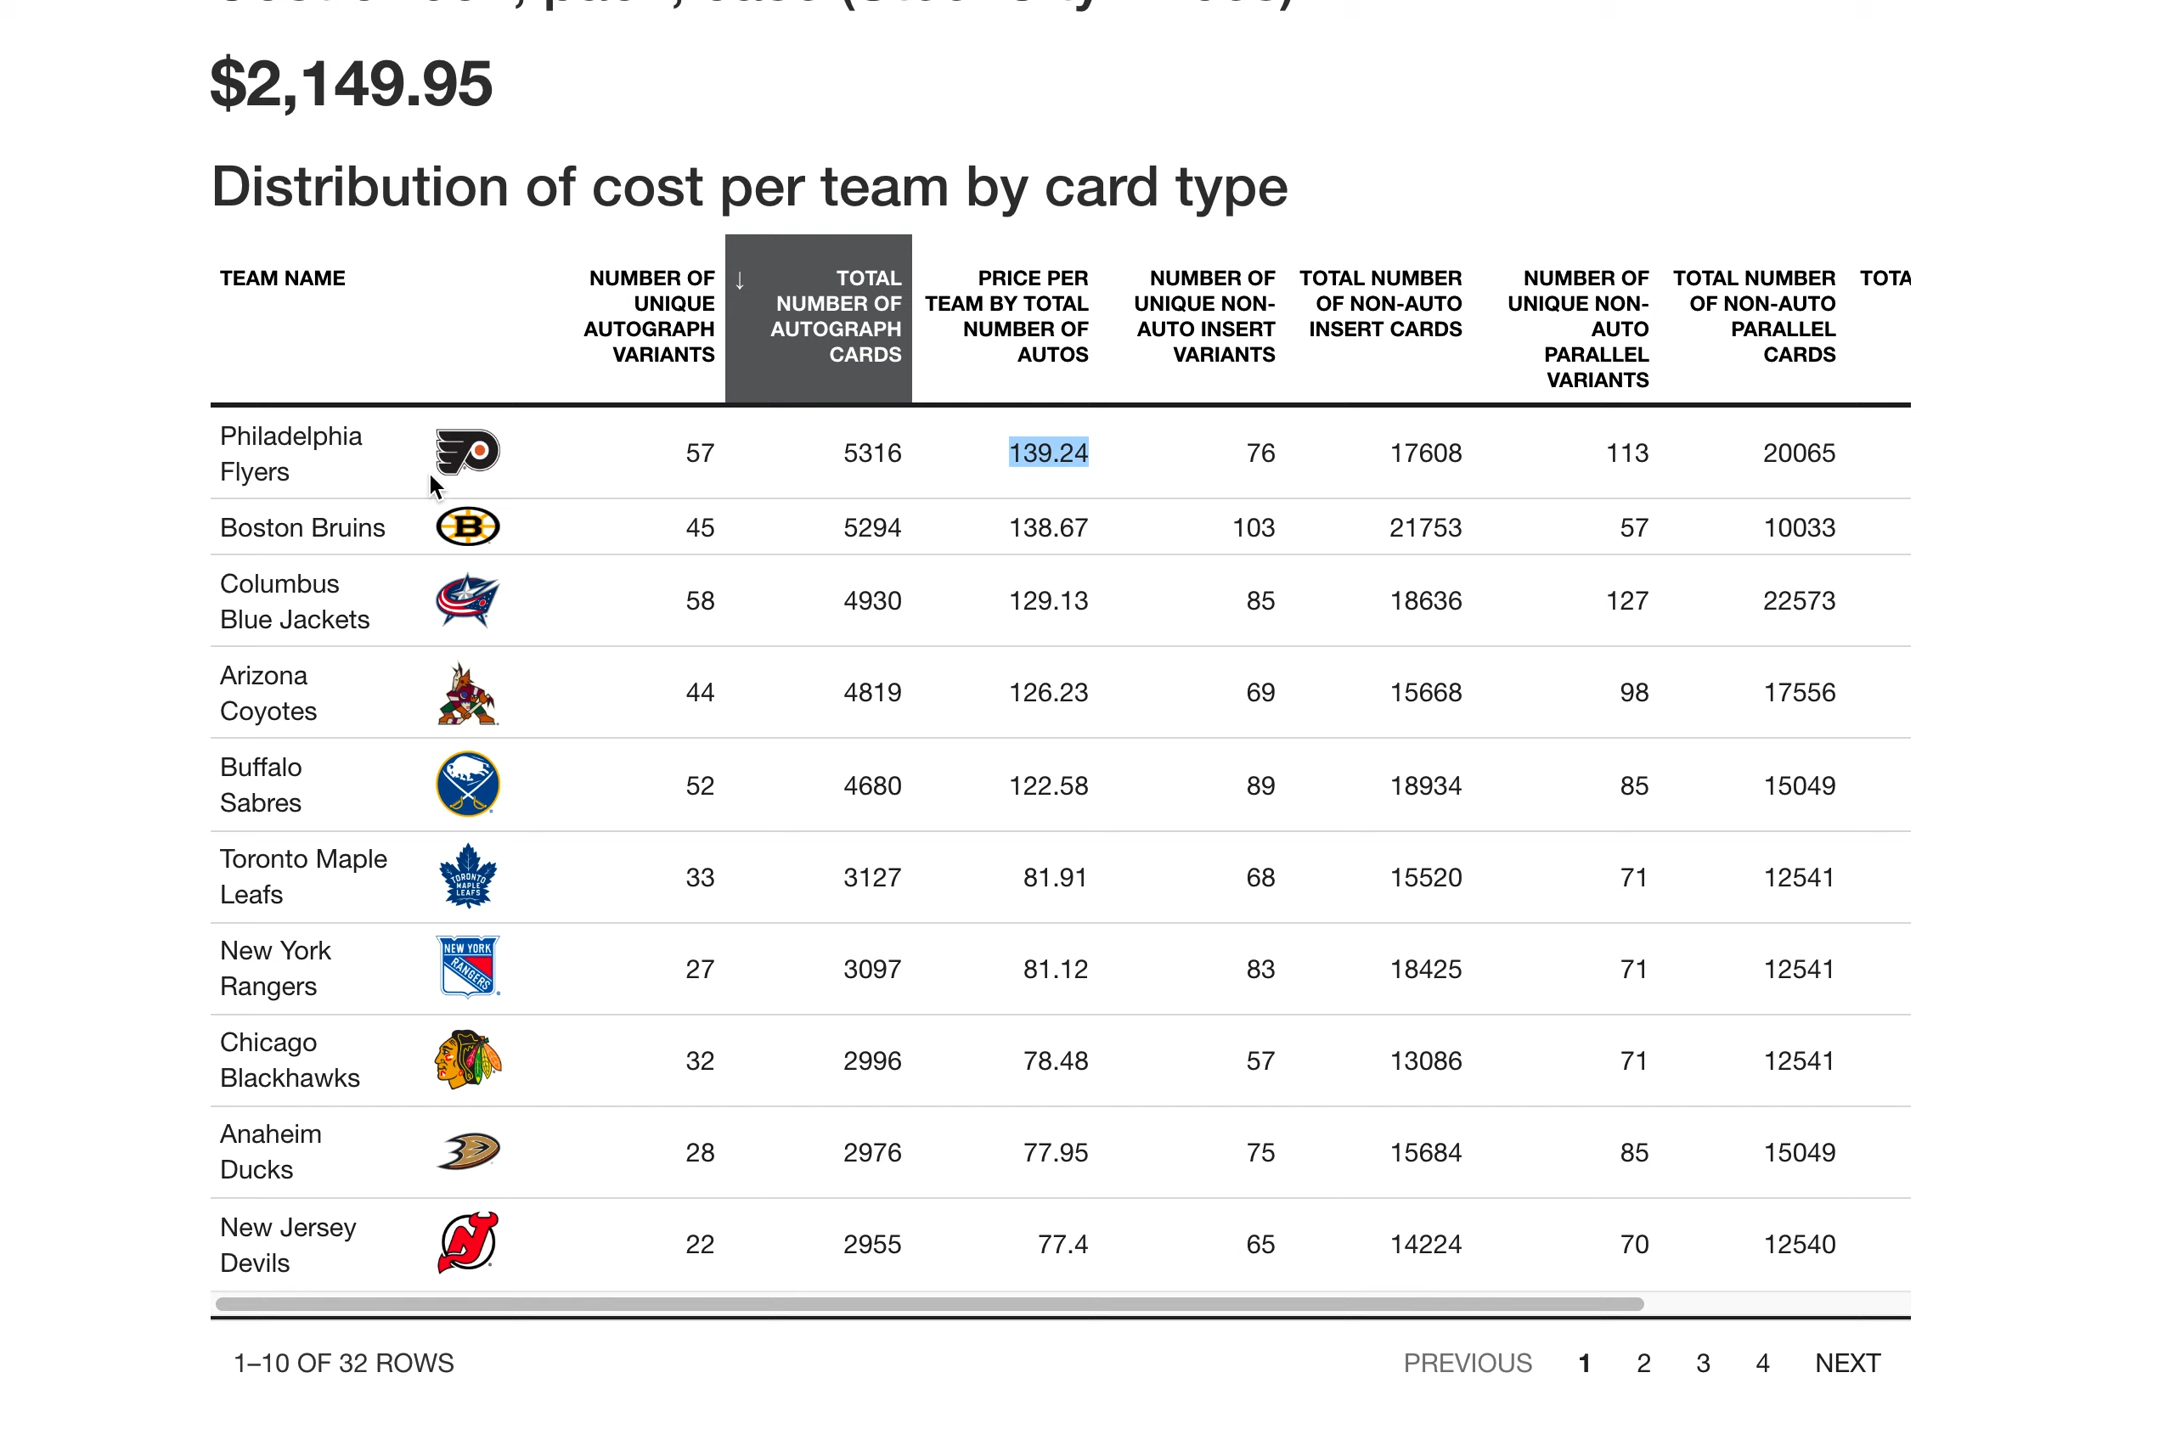 $2,149.95
Distribution of cost per team by card type
TEAM NAME NUMBER OF UNIQUE AUTOGRAPH VARIANTS ↓ TOTAL NUMBER OF AUTOGRAPH CARDS PRICE PER TEAM BY TOTAL NUMBER OF AUTOS NUMBER OF UNIQUE NON-AUTO INSERT VARIANTS TOTAL NUMBER OF NON-AUTO INSERT CARDS NUMBER OF UNIQUE NON-AUTO PARALLEL VARIANTS TOTAL NUMBER OF NON-AUTO PARALLEL CARDS TOTA
Philadelphia Flyers 57 5316 139.24 76 17608 113 20065
Boston Bruins B 45 5294 138.67 103 21753 57 10033
Columbus Blue Jackets 58 4930 129.13 85 18636 127 22573
Arizona Coyotes 44 4819 126.23 69 15668 98 17556
Buffalo Sabres 52 4680 122.58 89 18934 85 15049
Toronto Maple Leafs TORONTO MAPLE LEAFS 33 3127 81.91 68 15520 71 12541
New York Rangers NEW YORK RANGERS 27 3097 81.12 83 18425 71 12541
Chicago Blackhawks 32 2996 78.48 57 13086 71 12541
Anaheim Ducks 28 2976 77.95 75 15684 85 15049
New Jersey Devils 22 2955 77.4 65 14224 70 12540
1–10 OF 32 ROWS PREVIOUS 1 2 3 4 NEXT